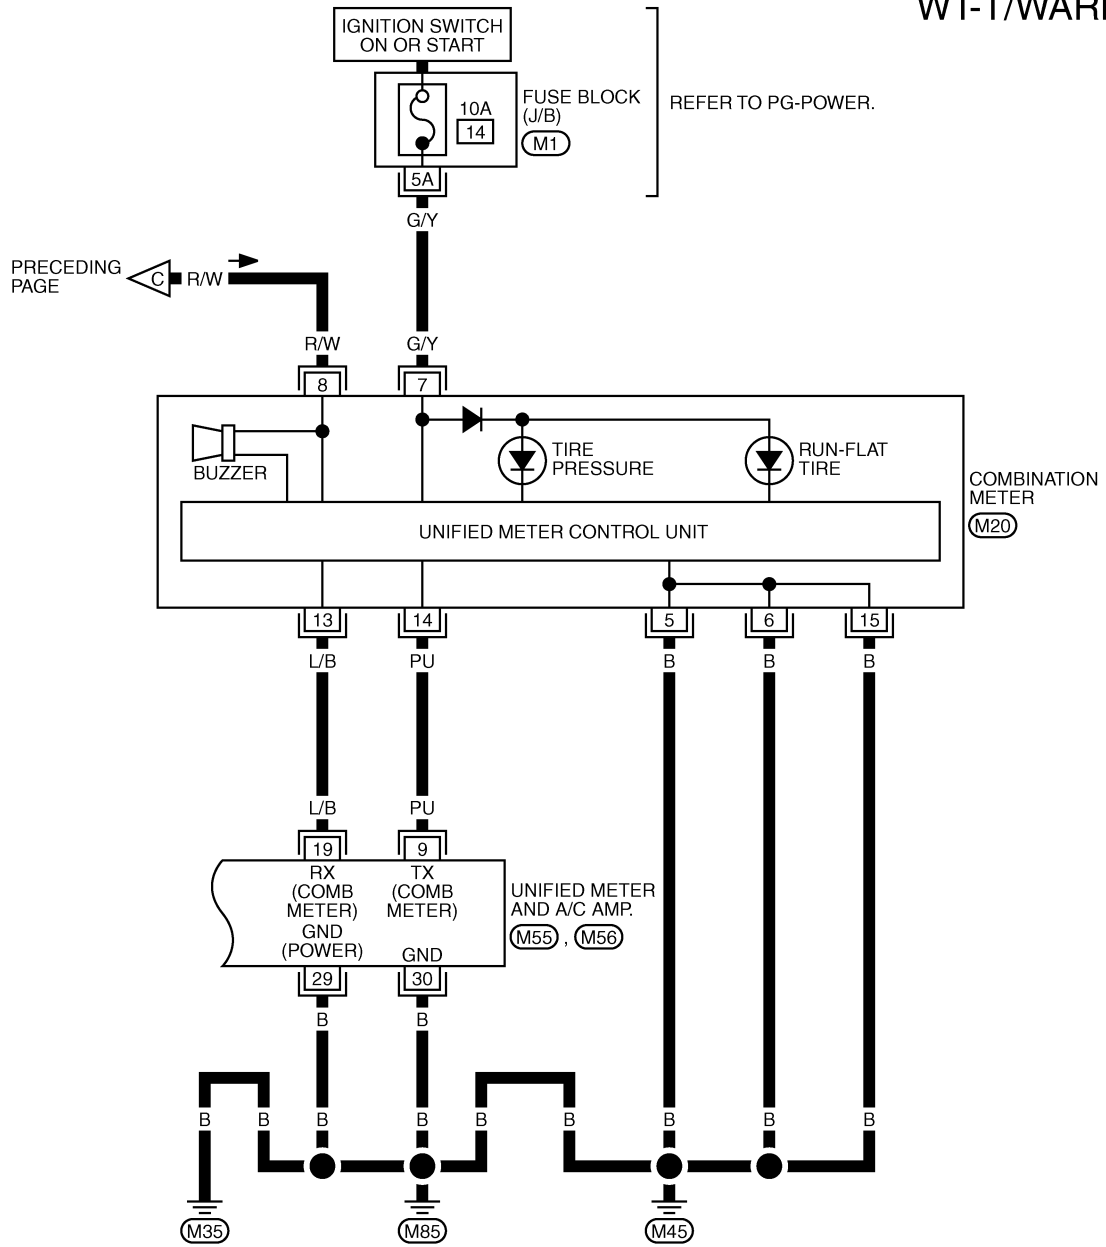 IGNITION SWITCH
ON OR START
10A
14
FUSE BLOCK
(J/B)
M1
REFER TO PG-POWER.
5A
G/Y
PRECEDING
PAGE
C
R/W
R/W
G/Y
8
7
BUZZER
TIRE
PRESSURE
RUN-FLAT
TIRE
COMBINATION
METER
M20
UNIFIED METER CONTROL UNIT
13
14
5
6
15
L/B
PU
B
B
B
L/B
PU
19
9
RX
(COMB
METER)
TX
(COMB
METER)
GND
(POWER)
GND
UNIFIED METER
AND A/C AMP.
M55 , M56
29
30
B
B
B
B
B
B
B
B
B
B
B
M35
M85
M45